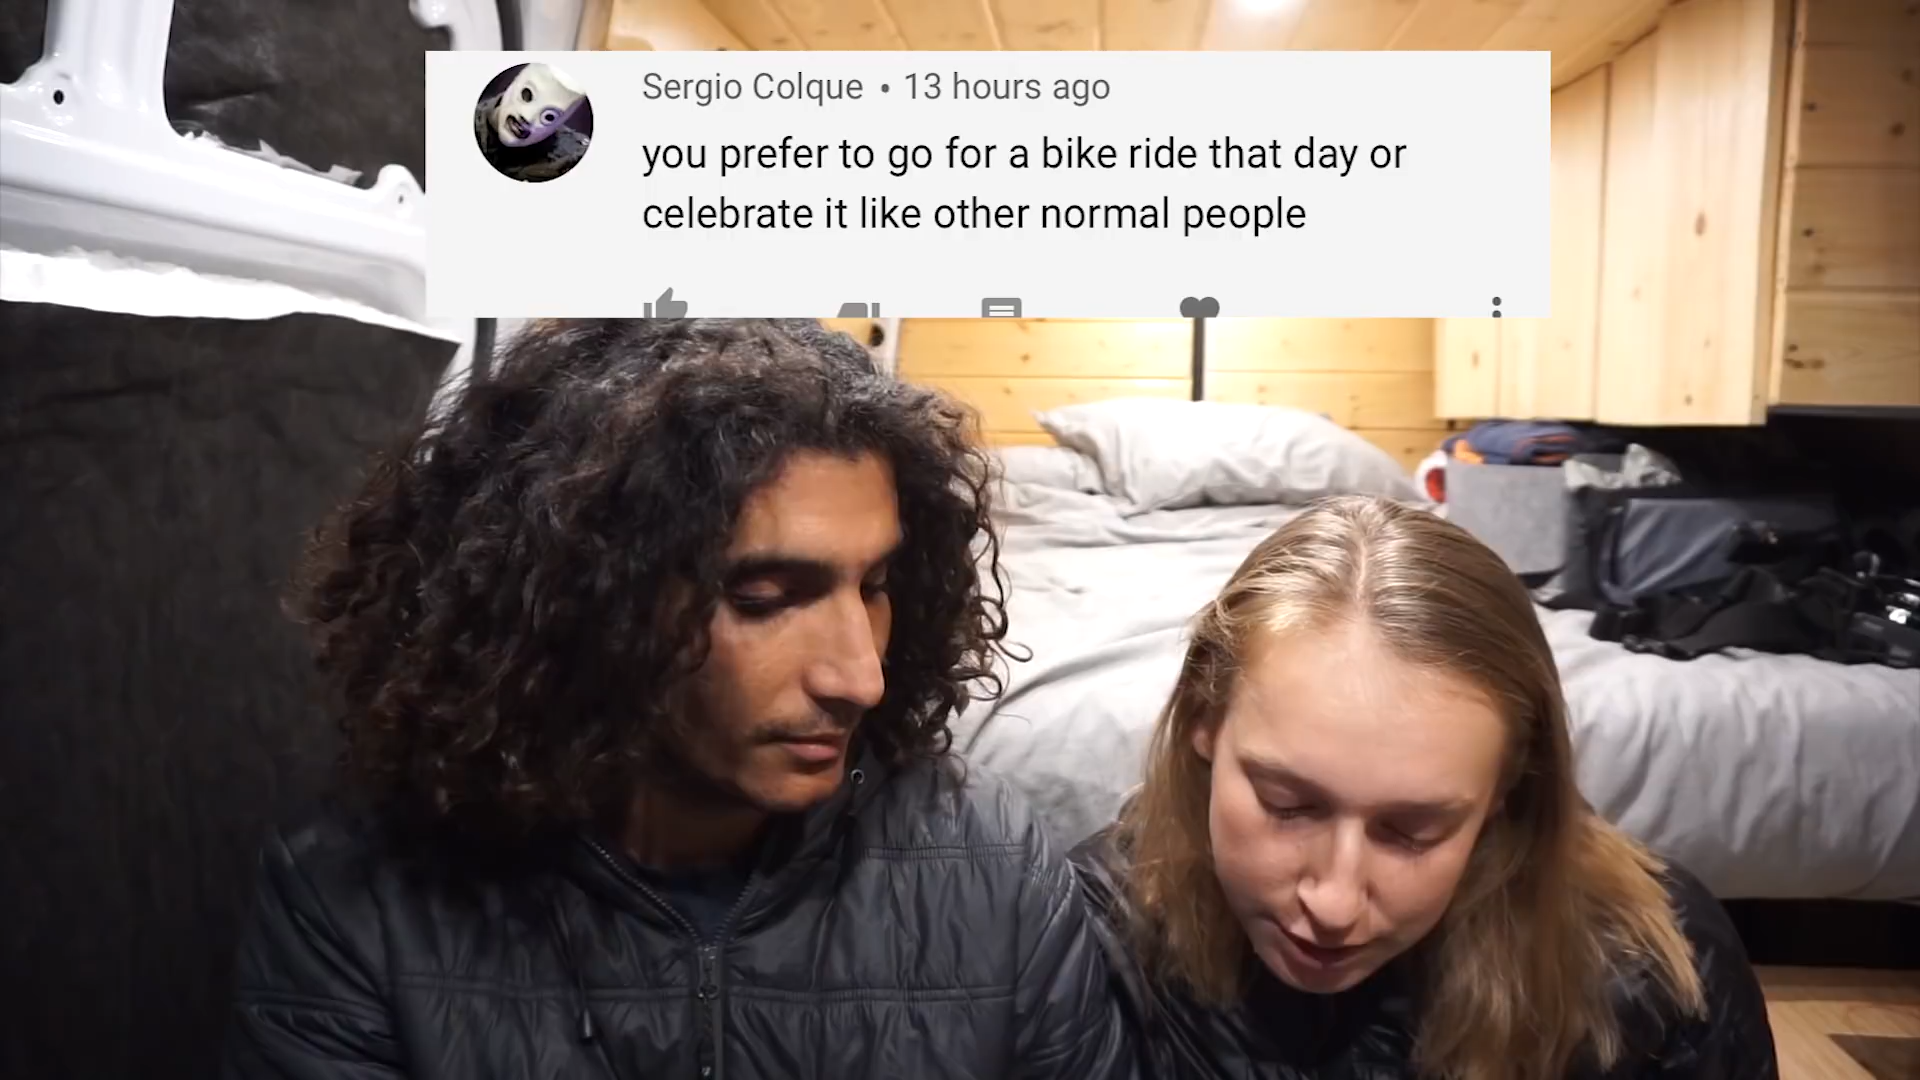 Sergio Colque • 13 hours ago
you prefer to go for a bike ride that day or
celebrate it like other normal people